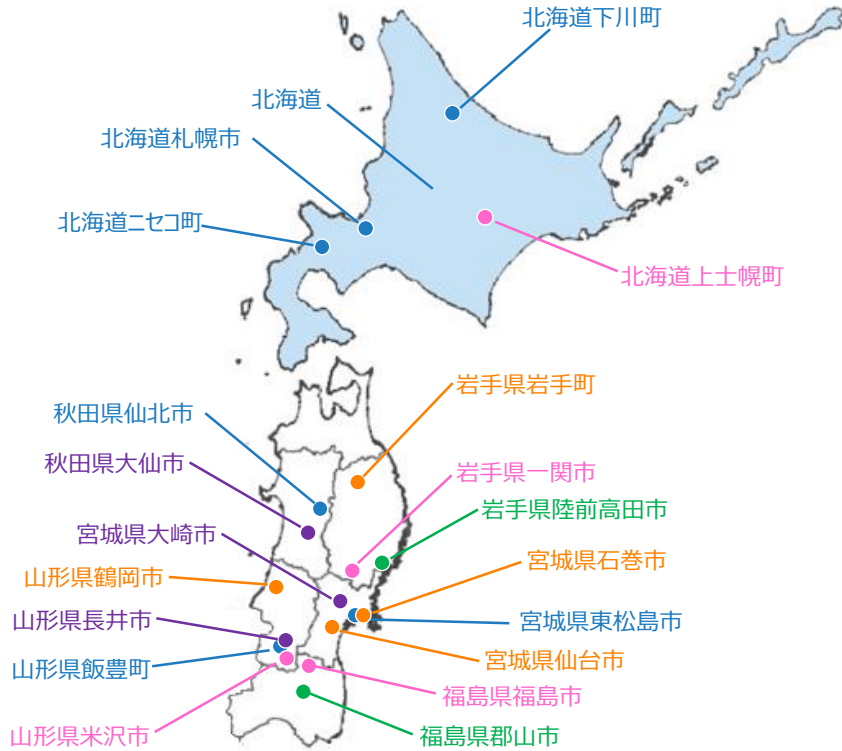 北海道下川町
北海道
北海道札幌市
北海道ニセコ町
北海道上士幌町
岩手県岩手町
秋田県仙北市
秋田県大仙市
岩手県一関市
岩手県陸前高田市
宮城県大崎市
宮城県石巻市
山形県鶴岡市
山形県長井市
宮城県東松島市
山形県飯豊町
宮城県仙台市
福島県福島市
山形県米沢市
福島県郡山市